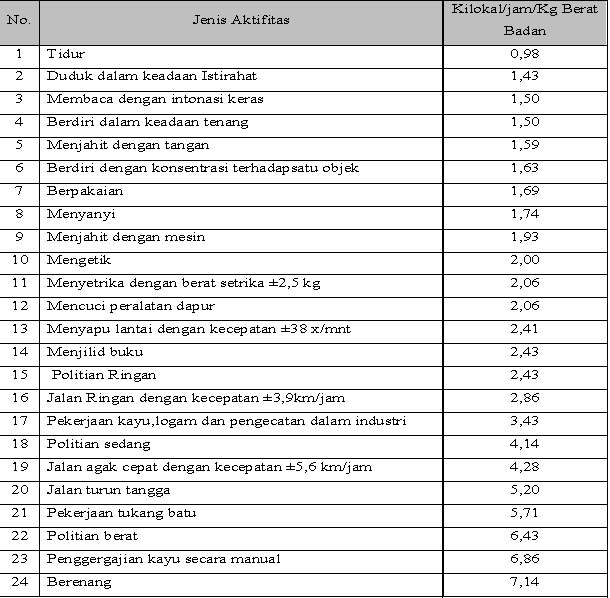 No. Jenis Aktifitas Kilokal/jam/Kg Berat
Badan
1 Tidur 0,98
2 Duduk dalam keadaan Istirahat 1,43
3 Membaca dengan intonasi keras 1,50
4 Berdiri dalam keadaan tenang 1,50
5 Menjahit dengan tangan 1,59
6 Berdiri dengan konsentrasi terhadapsatu objek 1,63
7 Berpakaian 1,69
8 Menyanyi 1,74
9 Menjahit dengan mesin 1,93
10 Mengetik 2,00
11 Menyetrika dengan berat setrika ±2,5 kg 2,06
12 Mencuci peralatan dapur 2,06
13 Menyapu lantai dengan kecepatan ±38 x/mnt 2,41
14 Menjilid buku 2,43
15 Politian Ringan 2,43
16 Jalan Ringan dengan kecepatan ±3,9km/jam 2,86
17 Pekerjaan kayu,logam dan pengecatan dalam industri 3,43
18 Politian sedang 4,14
19 Jalan agak cepat dengan kecepatan ±5,6 km/jam 4,28
20 Jalan turun tangga 5,20
21 Pekerjaan tukang batu 5,71
22 Politian berat 6,43
23 Penggergajian kayu secara manual 6,86
24 Berenang 7,14